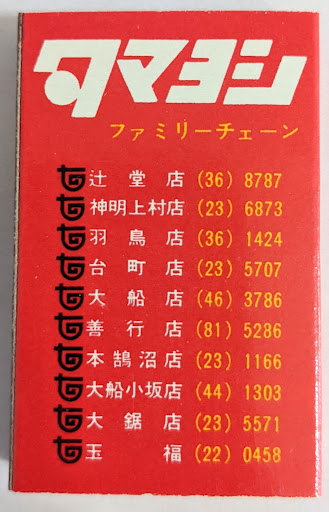 タマヨシ
ファミリーチェーン
辻堂店 (36) 8787
神明上村店 (23) 6873
羽鳥店 (36) 1424
台町店 (23) 5707
大船店 (46) 3786
善行店 (81) 5286
本鵠沼店 (23) 1166
大船小坂店 (44) 1303
大鋸店 (23) 5571
玉福 (22) 0458